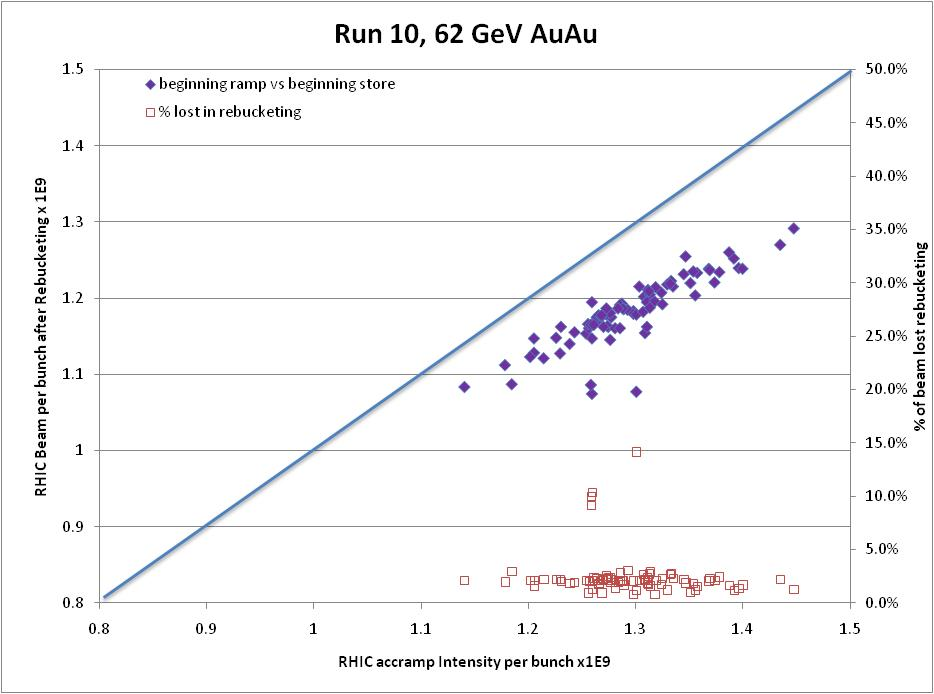 Run 10, 62 GeV AuAu
beginning ramp vs beginning store
% lost in rebucketing
RHIC Beam per bunch after Rebucketing x 1E9
1.5
1.4
1.3
1.2
1.1
1
0.9
0.8
50.0%
45.0%
40.0%
35.0%
30.0%
25.0%
20.0%
15.0%
10.0%
5.0%
0.0%
% of beam lost rebucketing
0.8 0.9 1 1.1 1.2 1.3 1.4 1.5
RHIC accramp Intensity per bunch x1E9